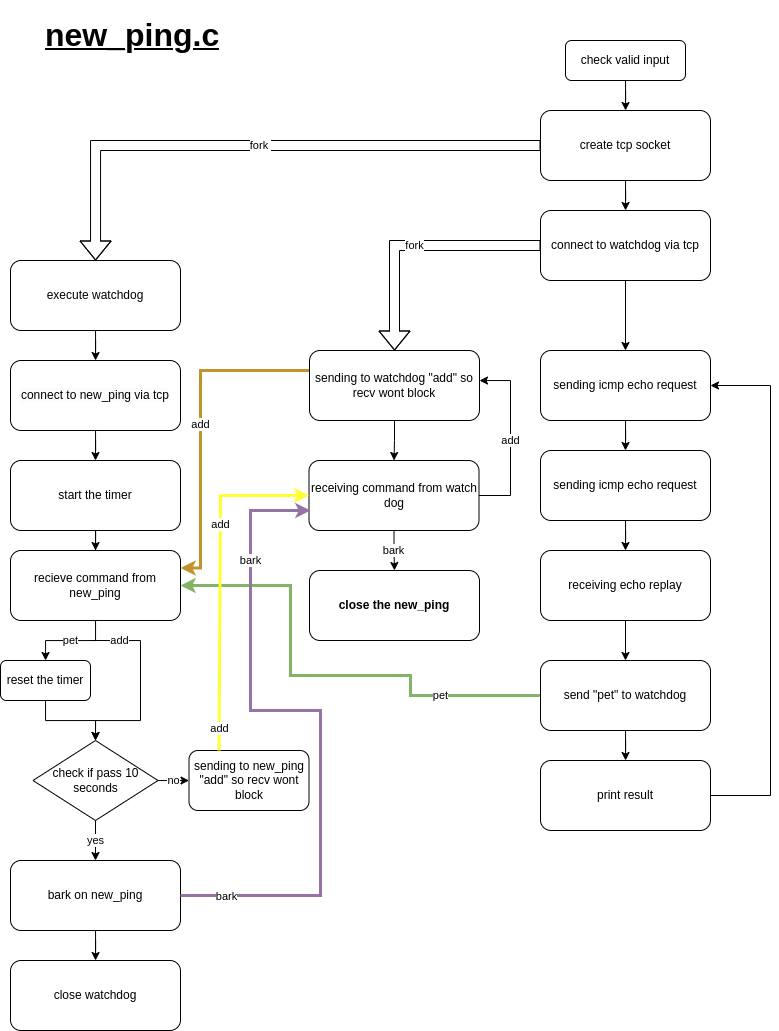 new_ping.c
check valid input
create tcp socket
fork
connect to watchdog via tcp
fork
execute watchdog
connect to new_ping via tcp
sending to watchdog "add" so
recv wont block
sending icmp echo request
add
add
start the timer
receiving command from watch
dog
sending icmp echo request
add
bark
bark
recieve command from
new_ping
close the new_ping
receiving echo replay
pet
add
reset the timer
pet
send "pet" to watchdog
add
check if pass 10
seconds
no
sending to new_ping
"add" so recv wont
block
print result
yes
bark on new_ping
bark
close watchdog